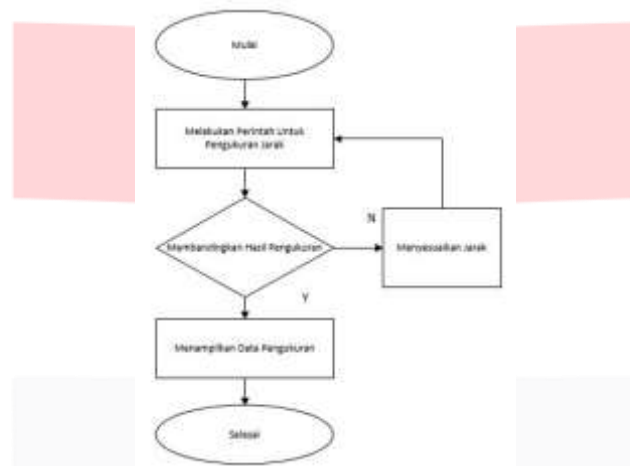 Mulai
Melakukan Perintah Untuk
Pengukuran Jarak
Membandingkan Hasil Pengukuran
N
Menyesuaikan Jarak
Y
Menampilkan Data Pengukuran
Selesai